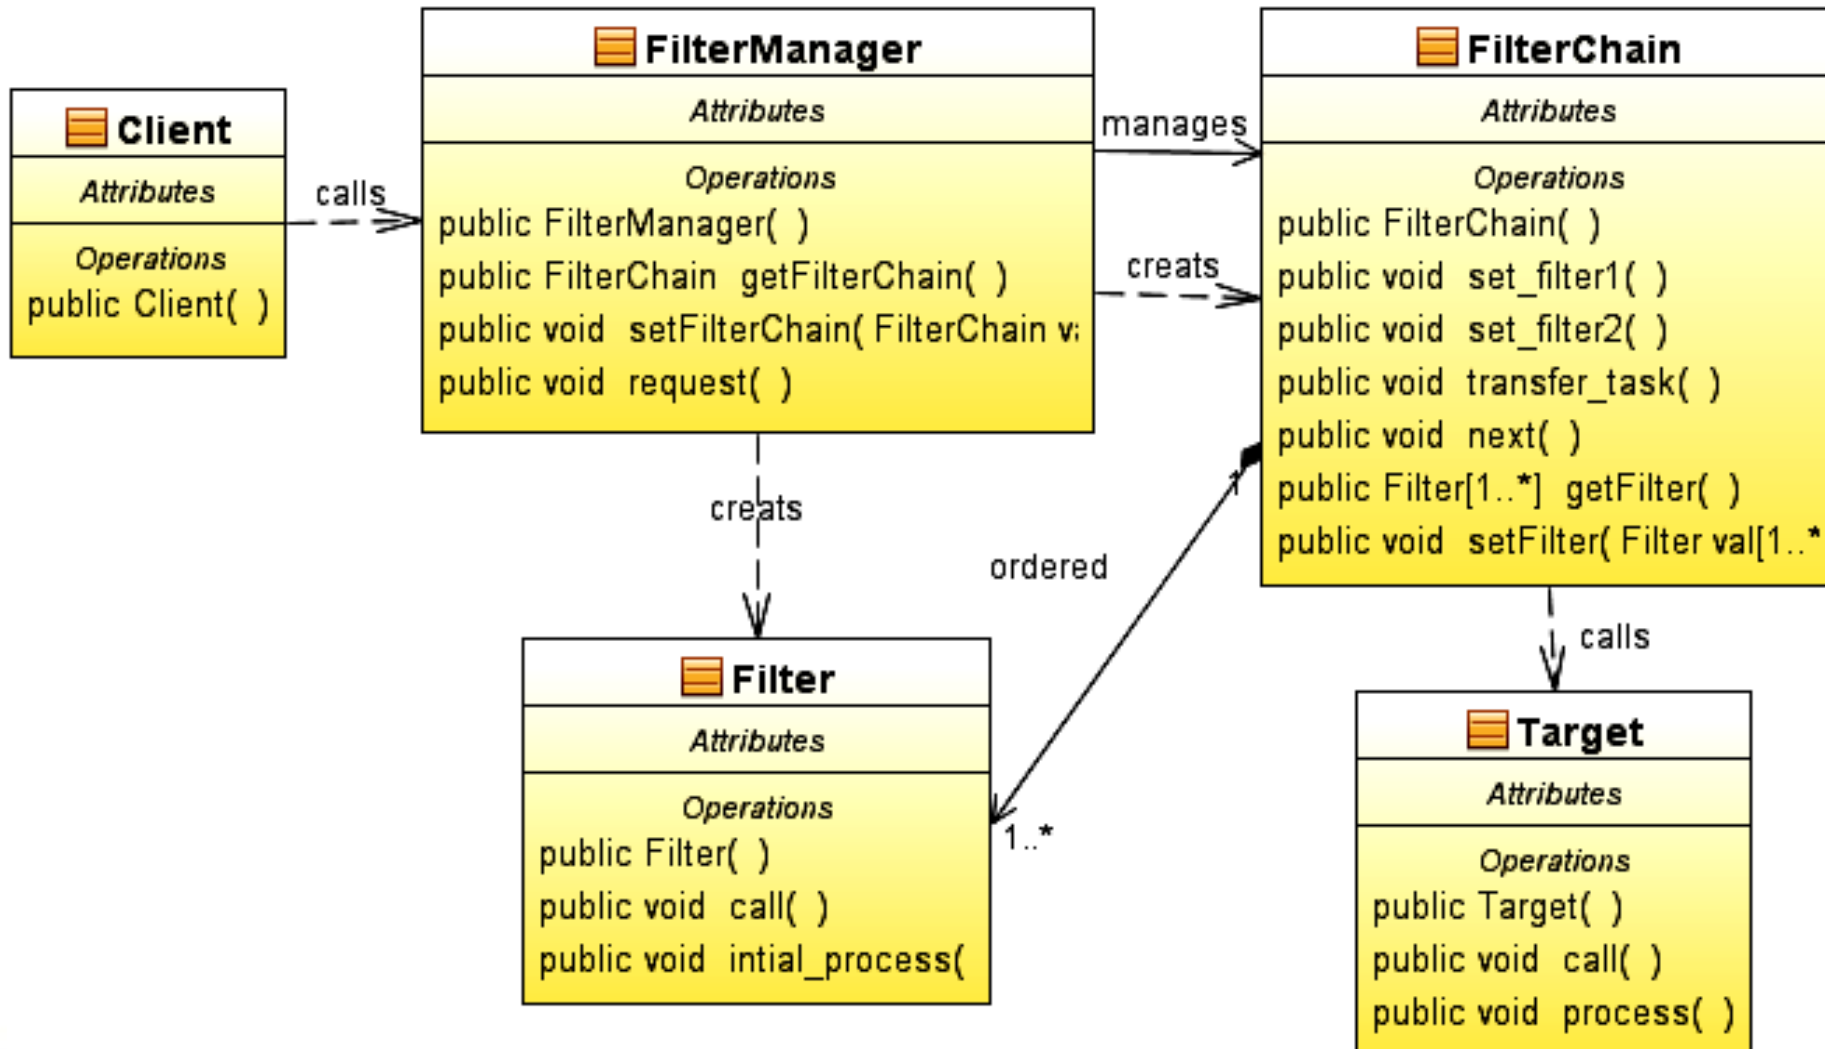 Client
Attributes
Operations
public Client( )
calls
FilterManager
Attributes
Operations
public FilterManager( )
public FilterChain getFilterChain( )
public void setFilterChain( FilterChain
public void request( )
manages
creats
FilterChain
Attributes
Operations
public FilterChain( )
public void set_filter1( )
public void set_filter2( )
public void transfer_task( )
public void next( )
public Filter[1..*] getFilter( )
public void setFilter( Filter val[1..*
creats
ordered
1
1..*
calls
Filter
Attributes
Operations
public Filter( )
public void call( )
public void intial_process(
Target
Attributes
Operations
public Target( )
public void call( )
public void process( )